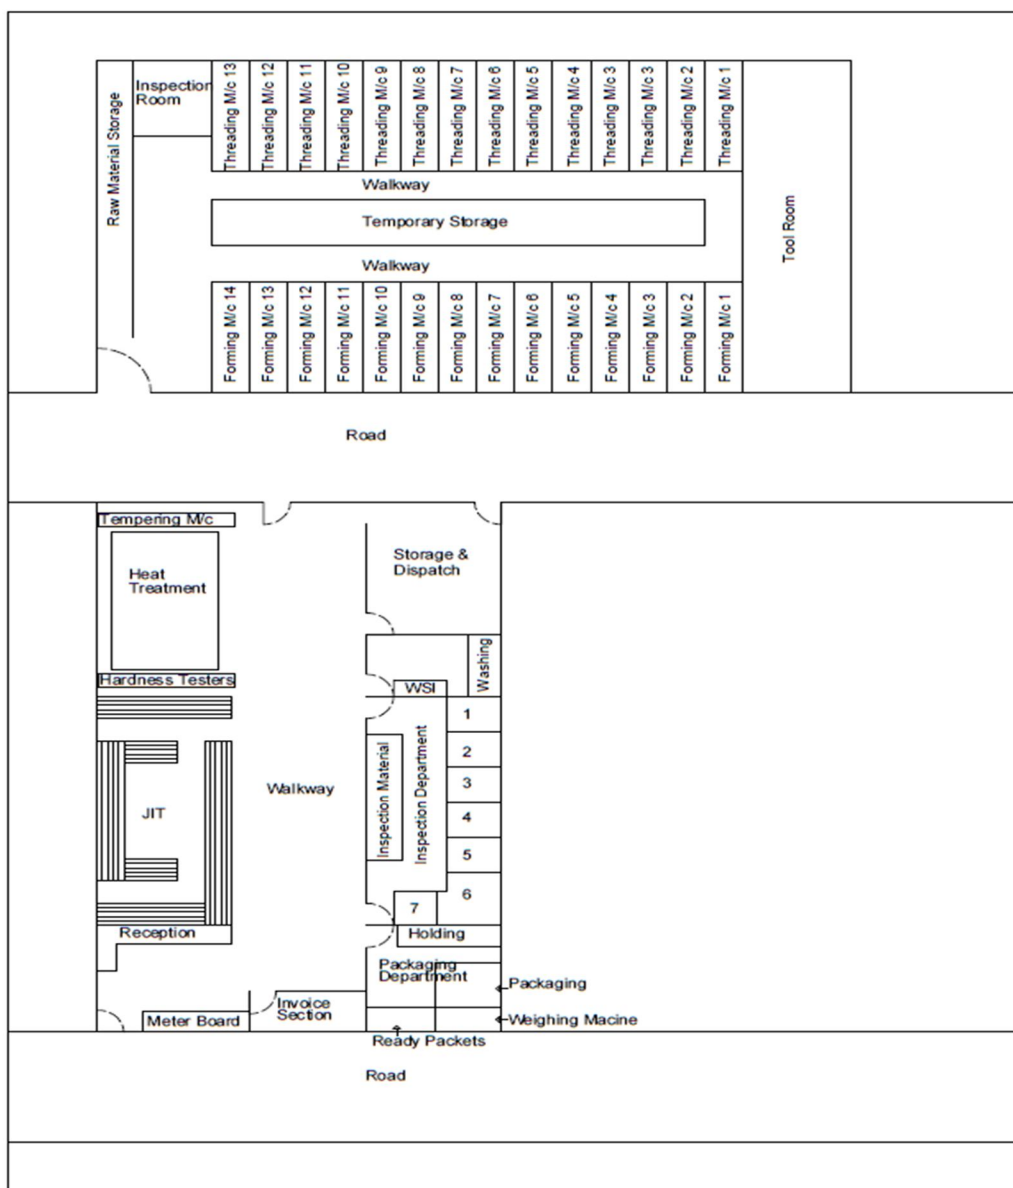 Raw Material Storage
Inspection
Room
Threading M/c 13
Threading M/c 12
Threading M/c 11
Threading M/c 10
Threading M/c 9
Threading M/c 8
Threading M/c 7
Threading M/c 6
Threading M/c 5
Threading M/c 4
Threading M/c 3
Threading M/c 3
Threading M/c 2
Threading M/c 1
Walkway
Temporary Storage
Walkway
Tool Room
Forming M/c 14
Forming M/c 13
Forming M/c 12
Forming M/c 11
Forming M/c 10
Forming M/c 9
Forming M/c 8
Forming M/c 7
Forming M/c 6
Forming M/c 5
Forming M/c 4
Forming M/c 3
Forming M/c 2
Forming M/c 1
Road
Tempering M/c
Heat
Treatment
Hardness Testers
Storage &
Dispatch
Washing
WSI
1
2
3
4
5
6
7
Inspection Material
Inspection Department
Walkway
JIT
Reception
Holding
Packaging
Department
Packaging
Invoice
Section
Meter Board
Weighing Macine
Ready Packets
Road